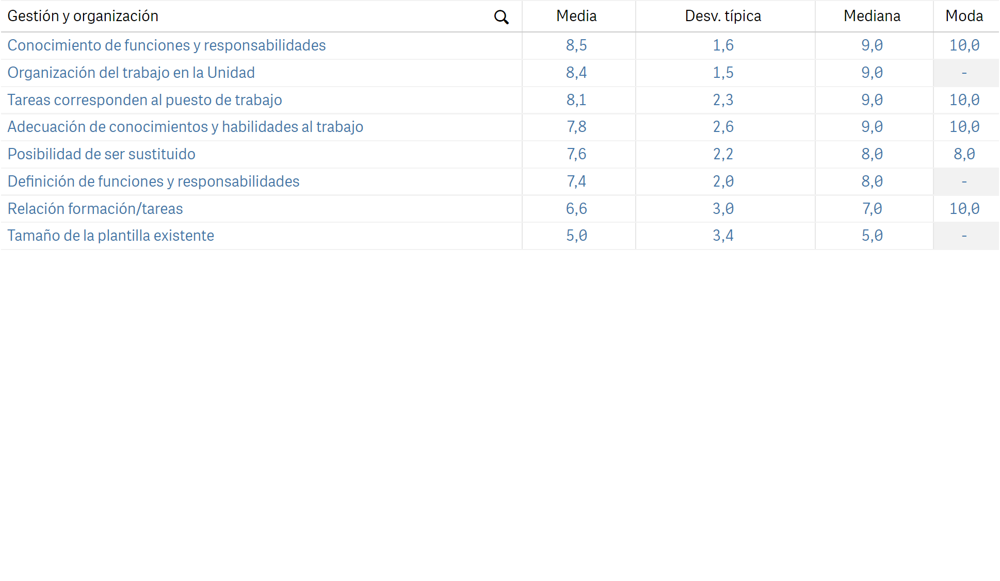 Gestión y organización Media Desv. típica Mediana Moda
Conocimiento de funciones y responsabilidades 8,5 1,6 9,0 10,0
Organización del trabajo en la Unidad 8,4 1,5 9,0 -
Tareas corresponden al puesto de trabajo 8,1 2,3 9,0 10,0
Adecuación de conocimientos y habilidades al trabajo 7,8 2,6 9,0 10,0
Posibilidad de ser sustituido 7,6 2,2 8,0 8,0
Definición de funciones y responsabilidades 7,4 2,0 8,0 -
Relación formación/tareas 6,6 3,0 7,0 10,0
Tamaño de la plantilla existente 5,0 3,4 5,0 -